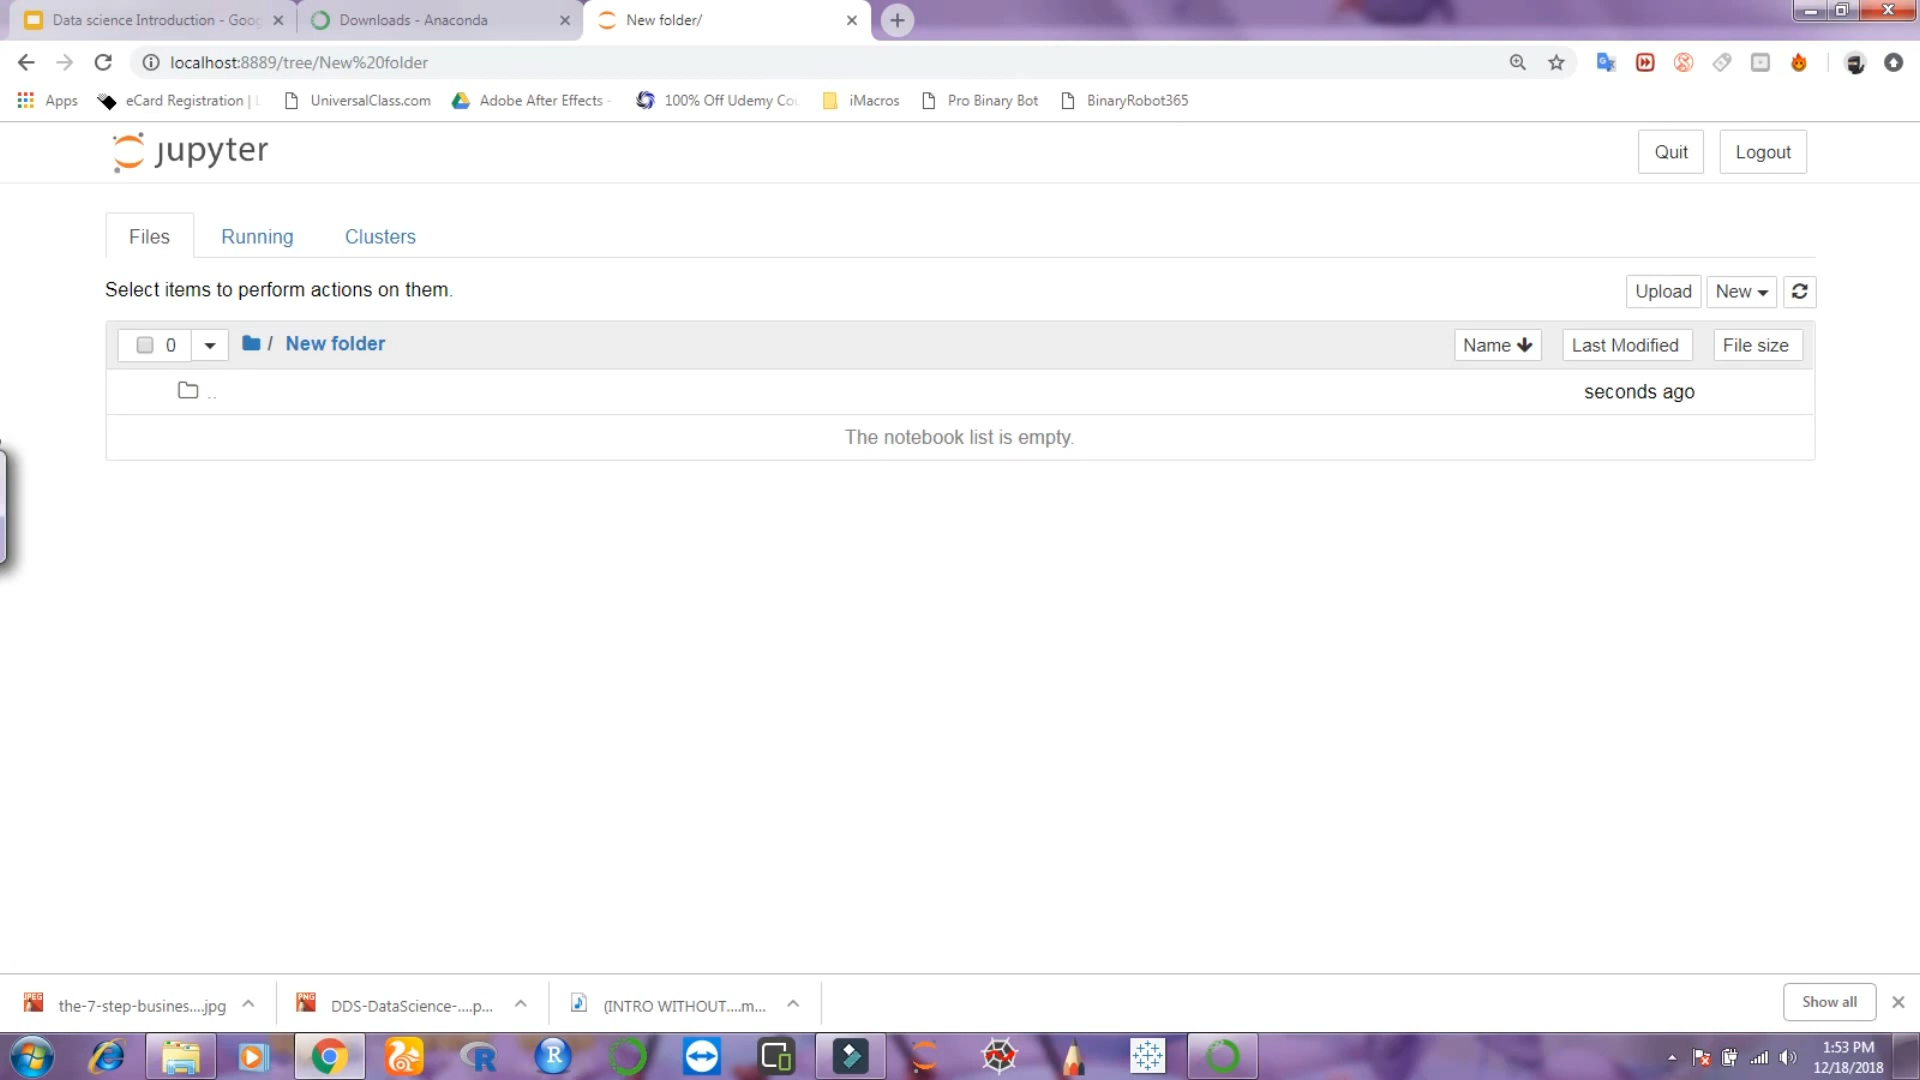 Data science Introduction - Goog
Downloads - Anaconda
New folder/
localhost:8889/tree/New%20folder
Apps
eCard Registration | L
UniversalClass.com
Adobe After Effects -
100% Off Udemy Cou
iMacros
Pro Binary Bot
BinaryRobot365
jupyter
Quit
Logout
Files
Running
Clusters
Select items to perform actions on them.
Upload
New
0
/ New folder
Name
Last Modified
File size
..
seconds ago
The notebook list is empty.
the-7-step-busines....jpg
DDS-DataScience-....p...
(INTRO WITHOUT....m...
Show all
1:53 PM
12/18/2018